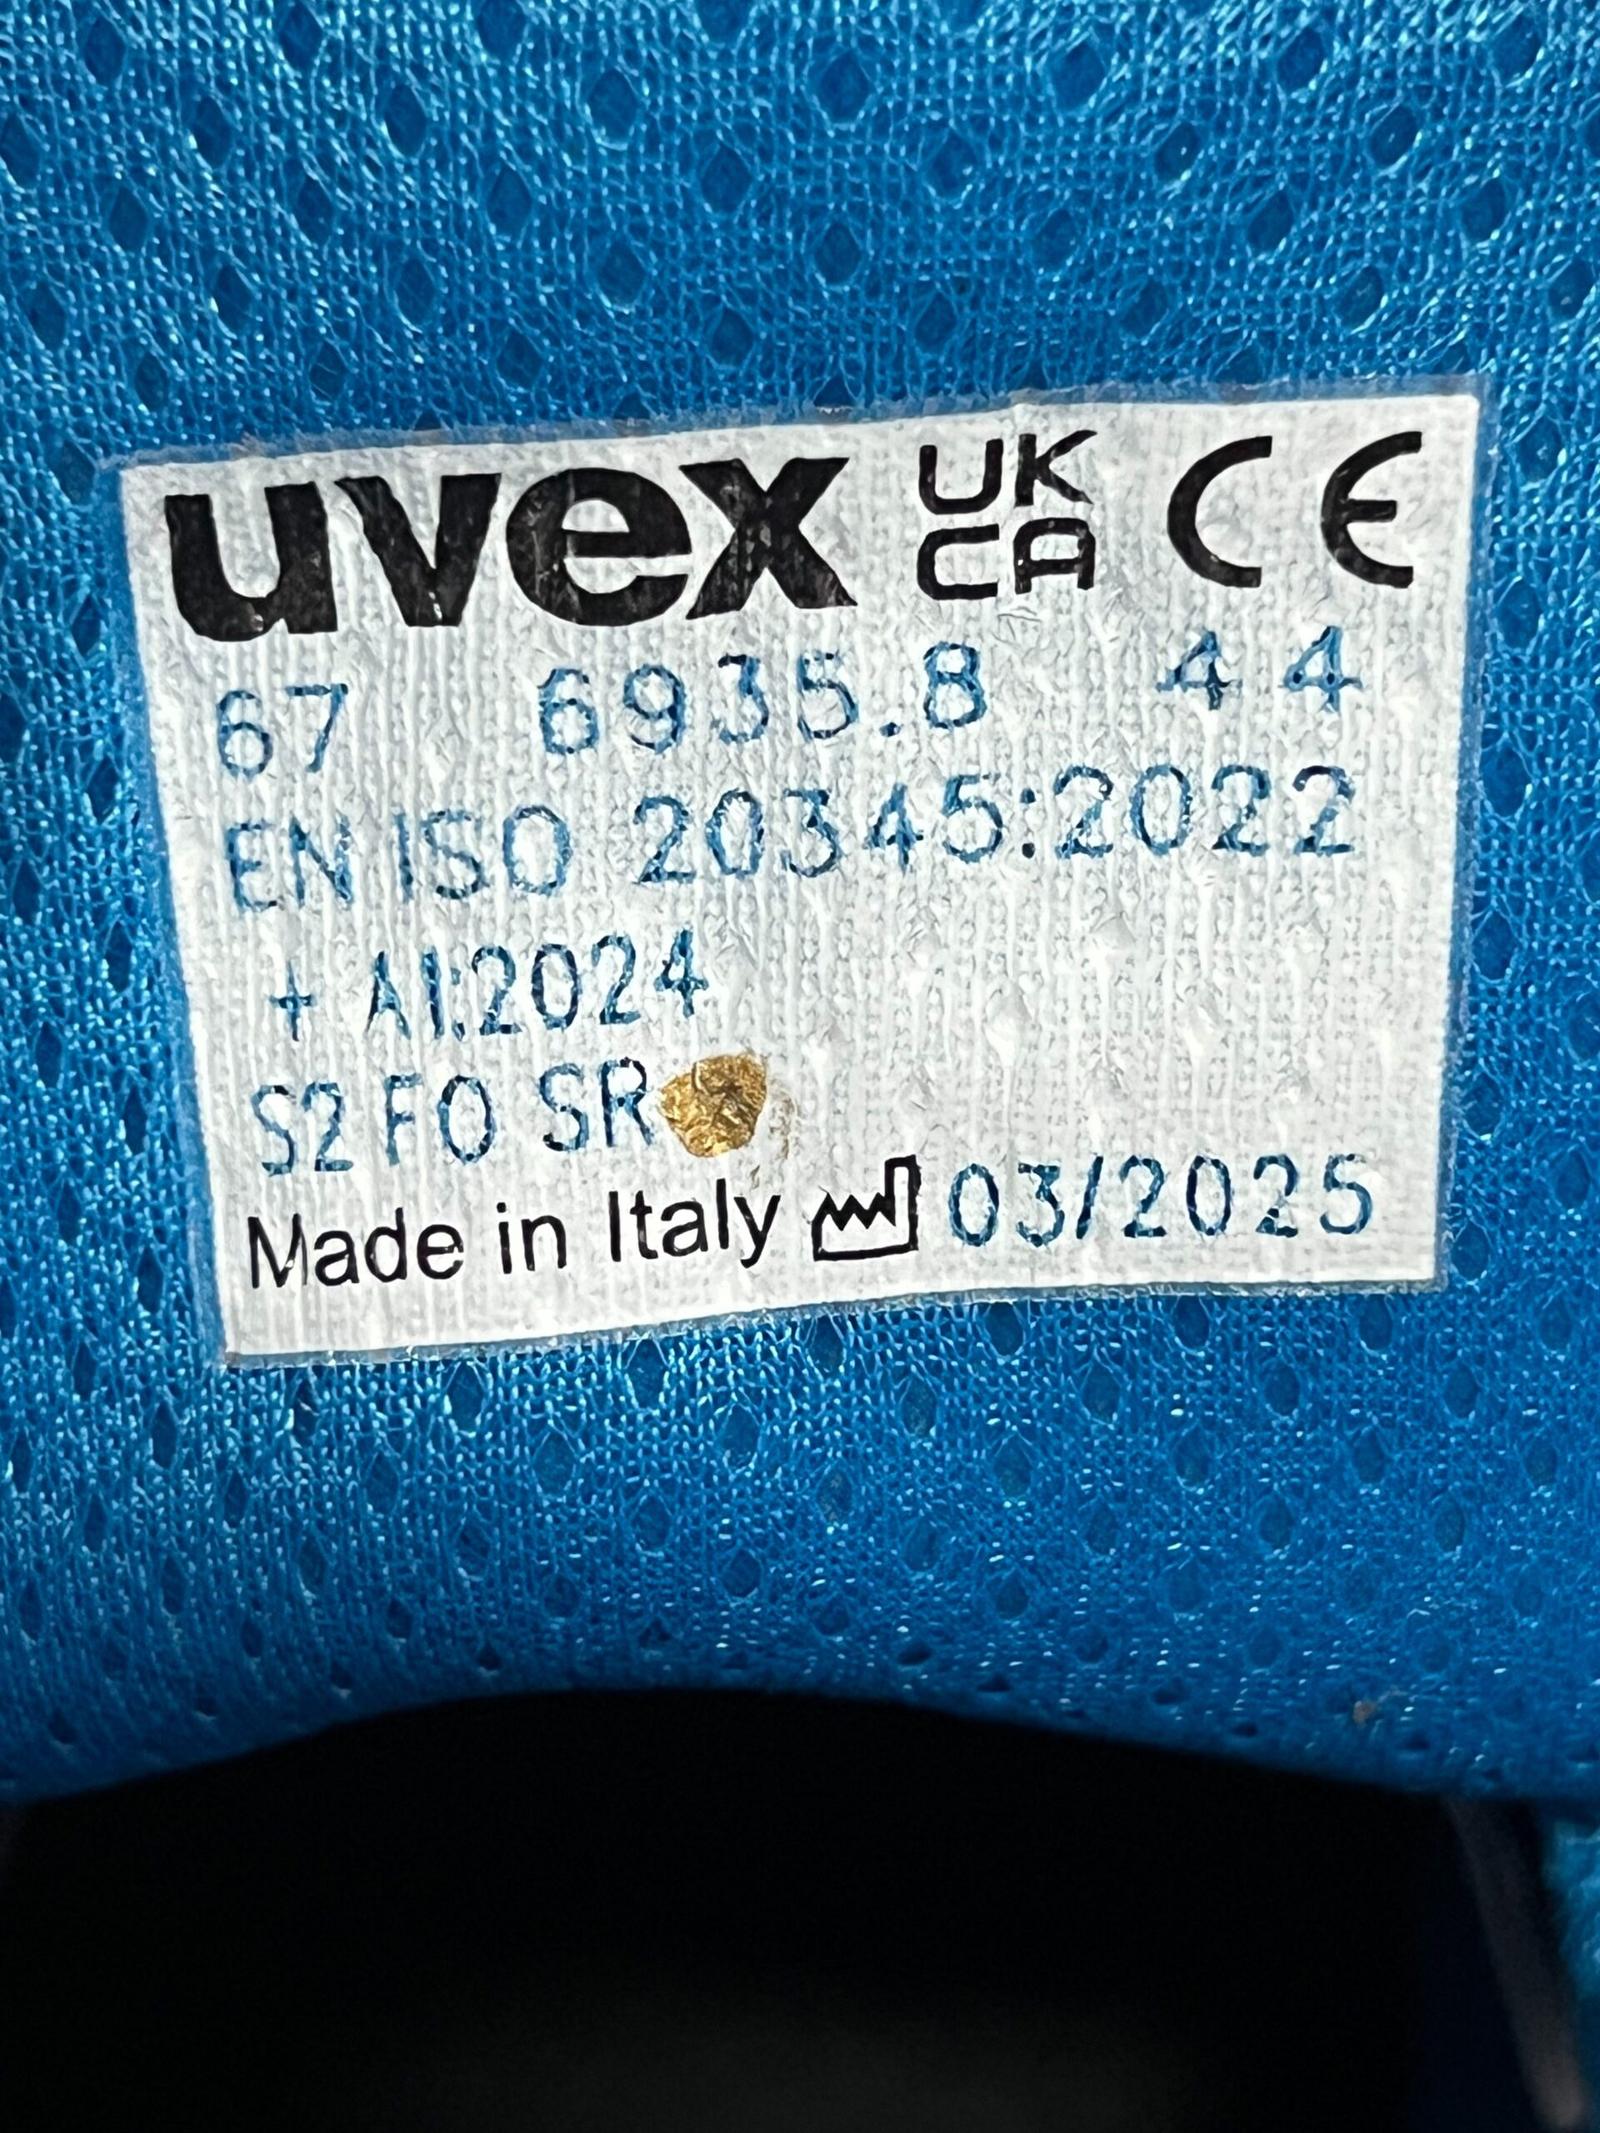 uvex UK CA CE
67 6935.8 44
EN ISO 20345:2022
+ A1:2024
S2 FO SR
Made in Italy 03/2025